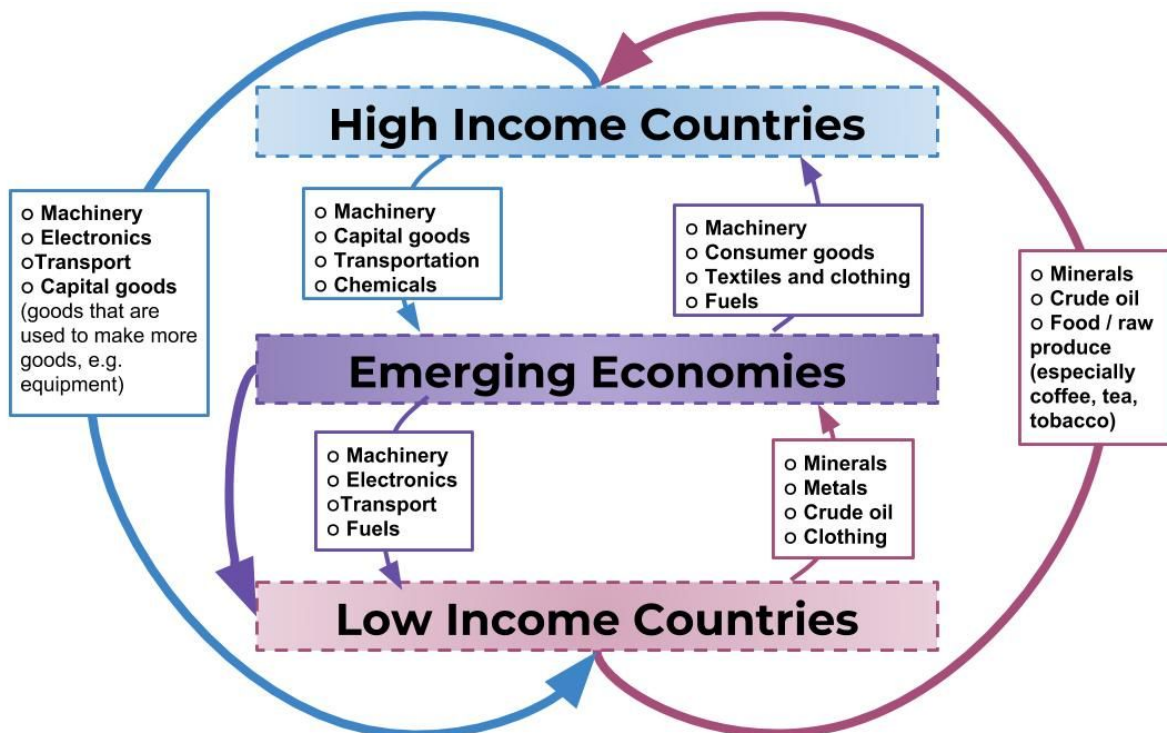 High Income Countries
o Machinery
o Electronics
oTransport
o Capital goods
(goods that are
used to make more
goods, e.g.
equipment)
o Machinery
o Capital goods
o Transportation
o Chemicals
o Machinery
o Consumer goods
o Textiles and clothing
o Fuels
o Minerals
o Crude oil
o Food / raw
produce
(especially
coffee, tea,
tobacco)
Emerging Economies
o Machinery
o Electronics
oTransport
o Fuels
o Minerals
o Metals
o Crude oil
o Clothing
Low Income Countries